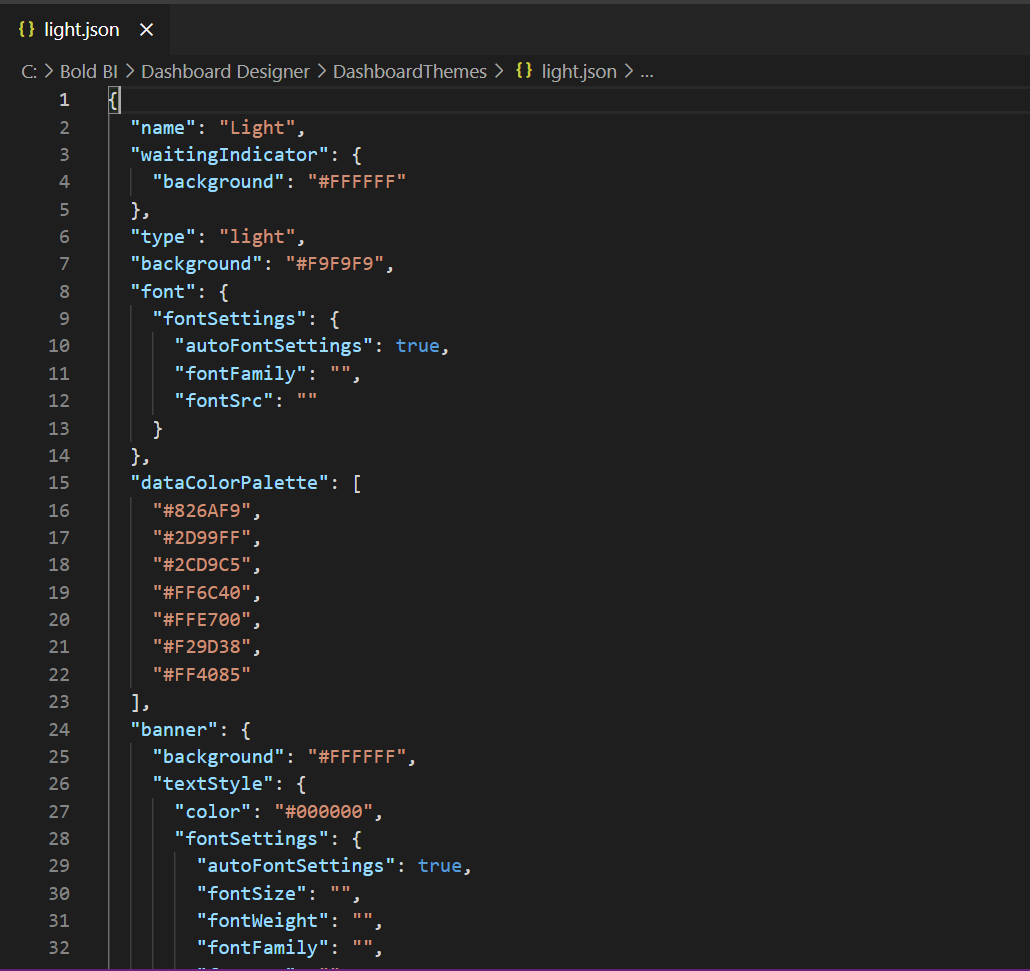 {} light.json ×
C: > Bold BI > Dashboard Designer > DashboardThemes > {} light.json > ...
1 {
2 "name": "Light",
3 "waitingIndicator": {
4 "background": "#FFFFFF"
5 },
6 "type": "light",
7 "background": "#F9F9F9",
8 "font": {
9 "fontSettings": {
10 "autoFontSettings": true,
11 "fontFamily": "",
12 "fontSrc": ""
13 }
14 },
15 "dataColorPalette": [
16 "#826AF9",
17 "#2D99FF",
18 "#2CD9C5",
19 "#FF6C40",
20 "#FFE700",
21 "#F29D38",
22 "#FF4085"
23 ],
24 "banner": {
25 "background": "#FFFFFF",
26 "textStyle": {
27 "color": "#000000",
28 "fontSettings": {
29 "autoFontSettings": true,
30 "fontSize": "",
31 "fontWeight": "",
32 "fontFamily": "",